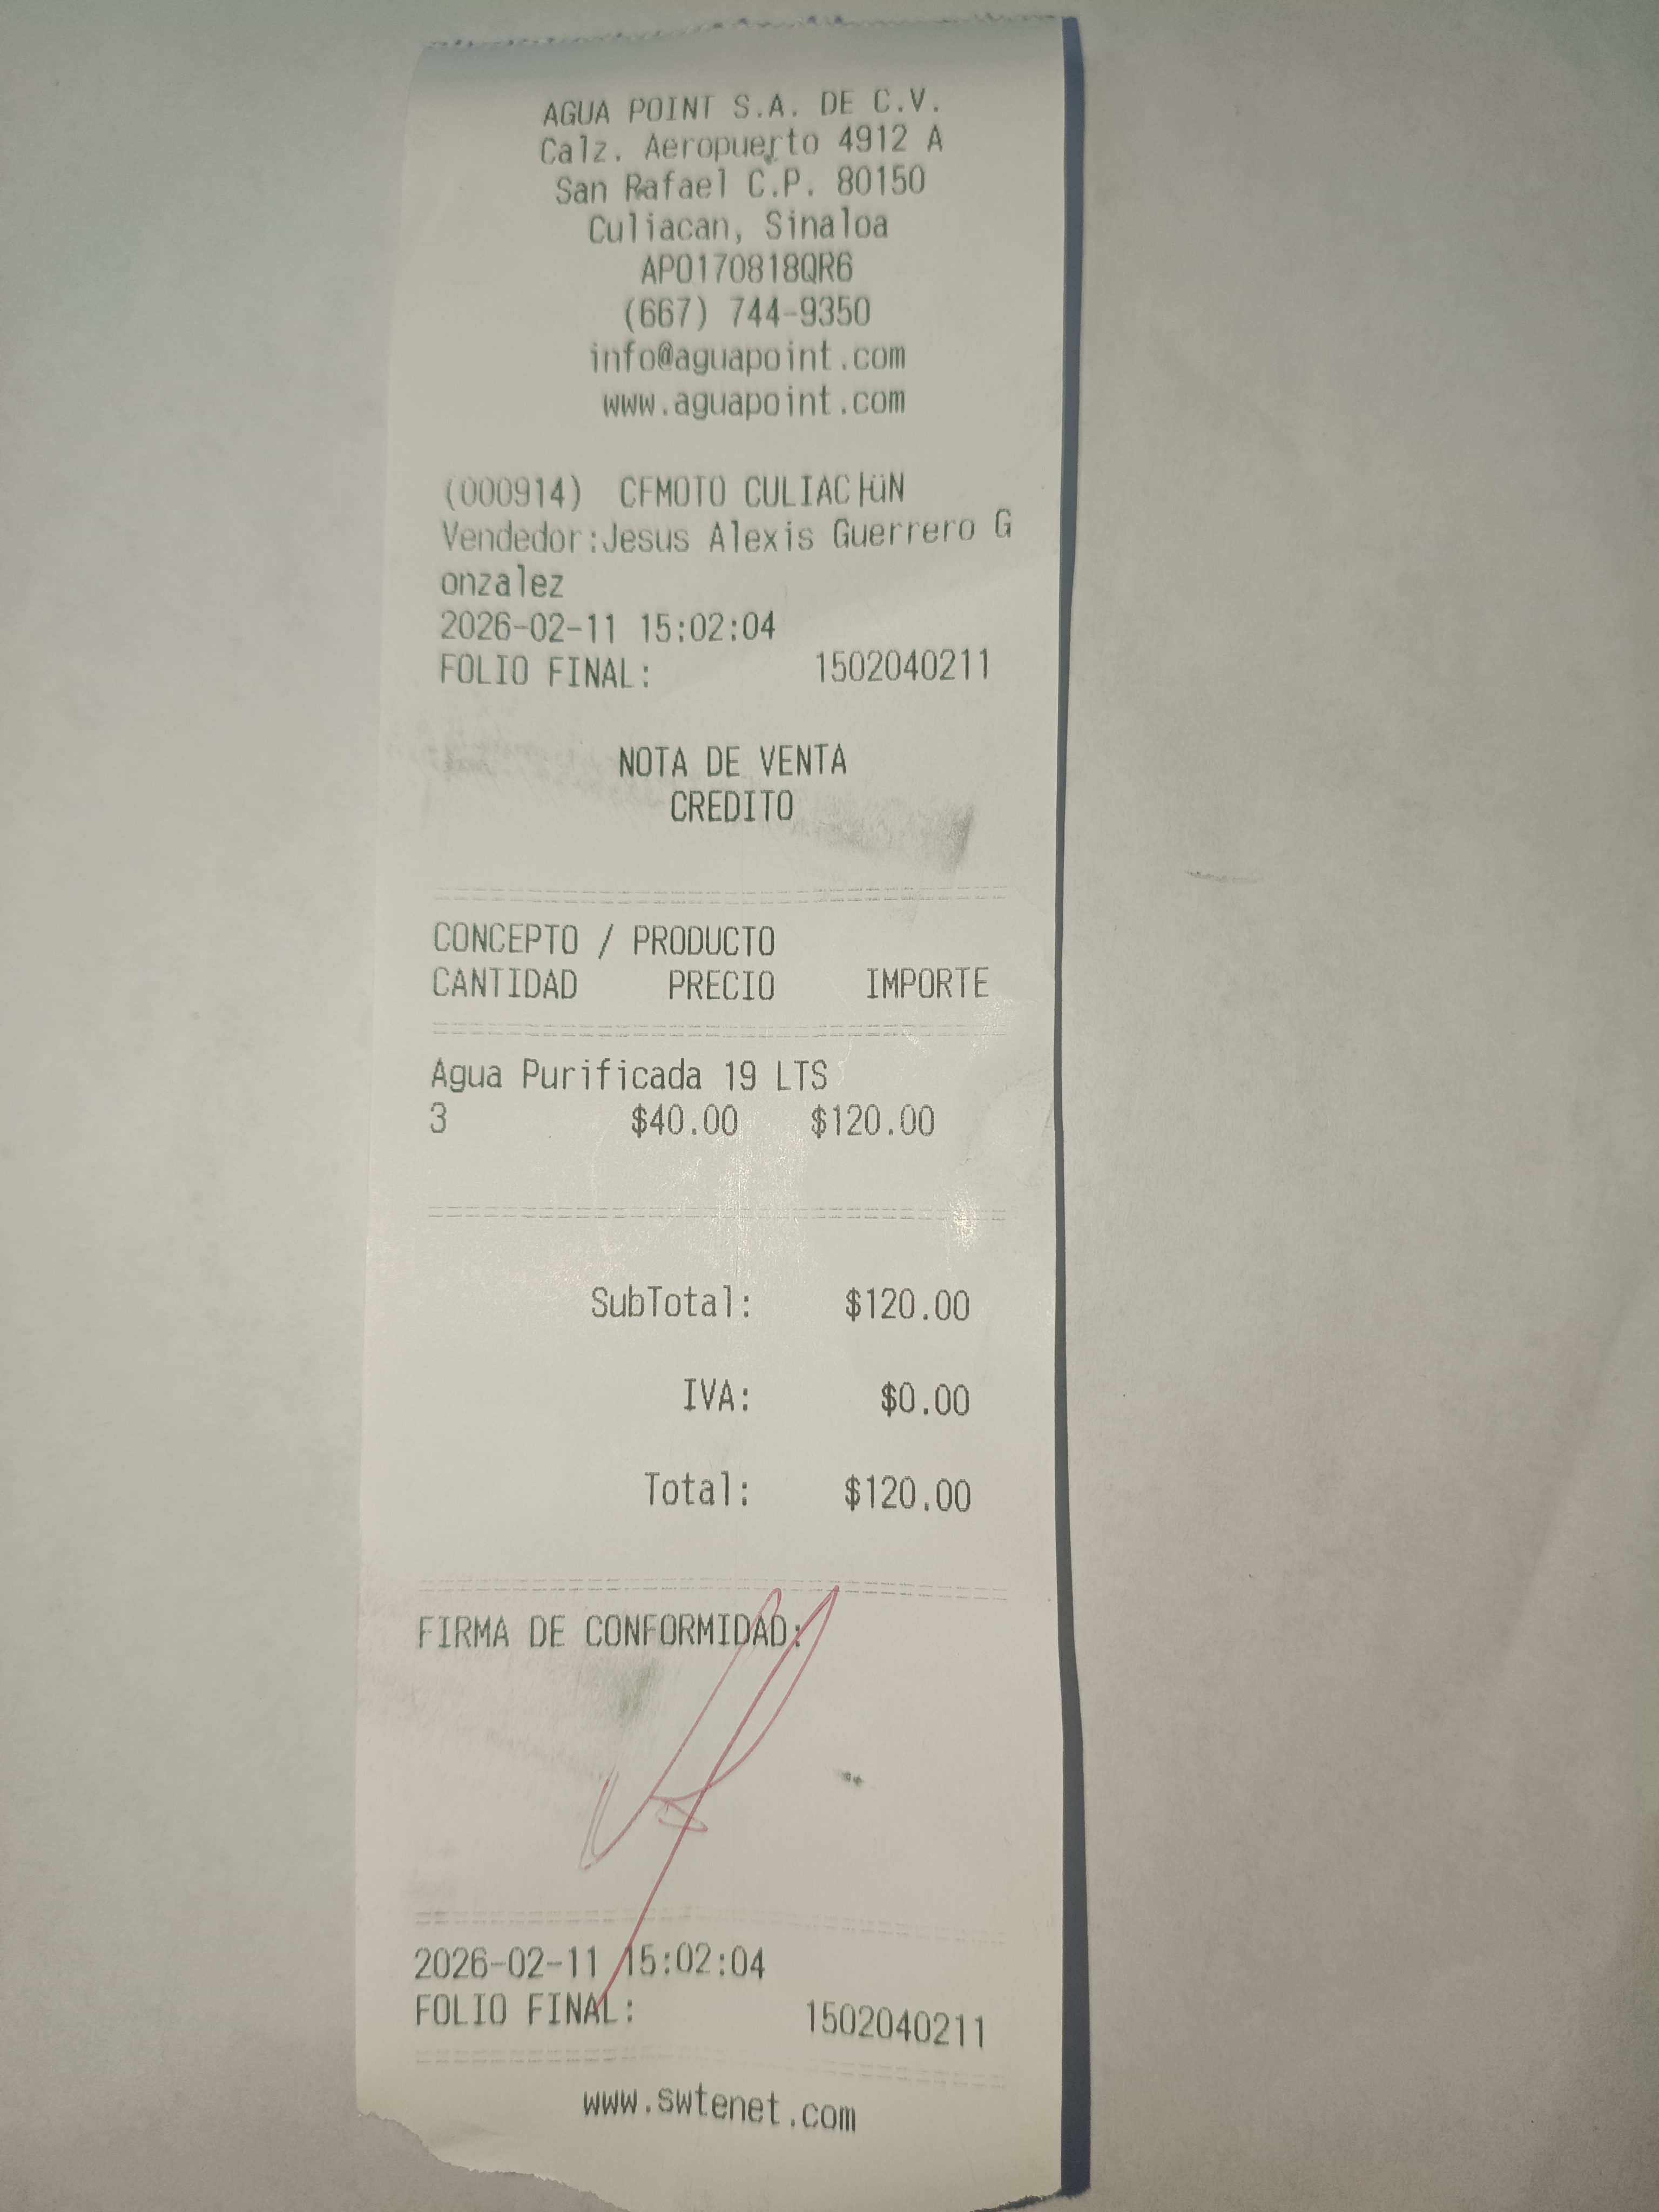 AGUA POINT S.A. DE C.V.
Calz. Aeropuerto 4912 A
San Rafael C.P. 80150
Culiacan, Sinaloa
APO170818QR6
(667) 744-9350
info@aguapoint.com
www.aguapoint.com
(000914) CFMOTO CULIAC├üN
Vendedor:Jesus Alexis Guerrero G
onzalez
2026-02-11 15:02:04
FOLIO FINAL: 1502040211
NOTA DE VENTA
CREDITO
CONCEPTO / PRODUCTO
CANTIDAD PRECIO IMPORTE
Agua Purificada 19 LTS
3 $40.00 $120.00
SubTotal: $120.00
IVA: $0.00
Total: $120.00
FIRMA DE CONFORMIDAD:
2026-02-11 15:02:04
FOLIO FINAL: 1502040211
www.swtenet.com